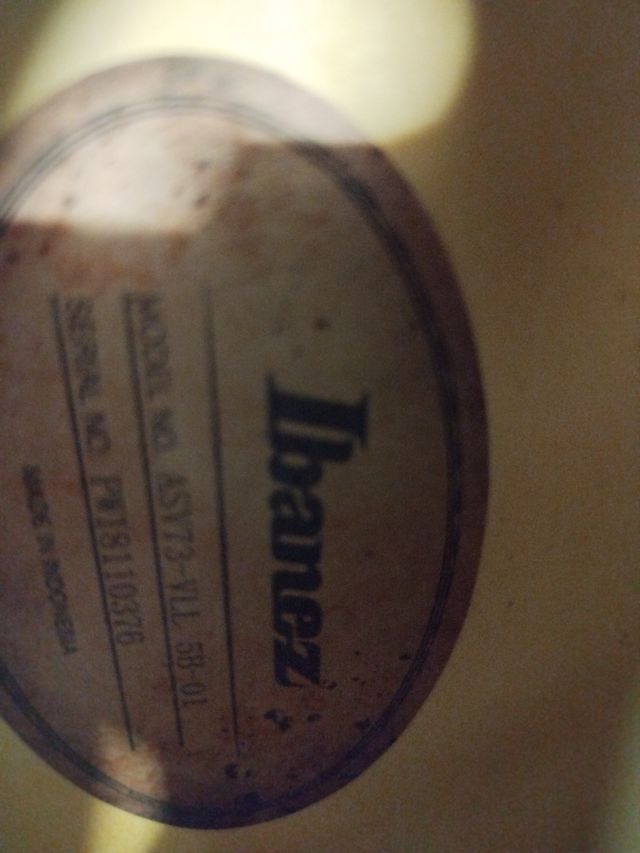 Ibanez
MODEL NO. ASV73-VLL 5B-01
SERIAL NO. PW18110376
MADE IN INDONESIA